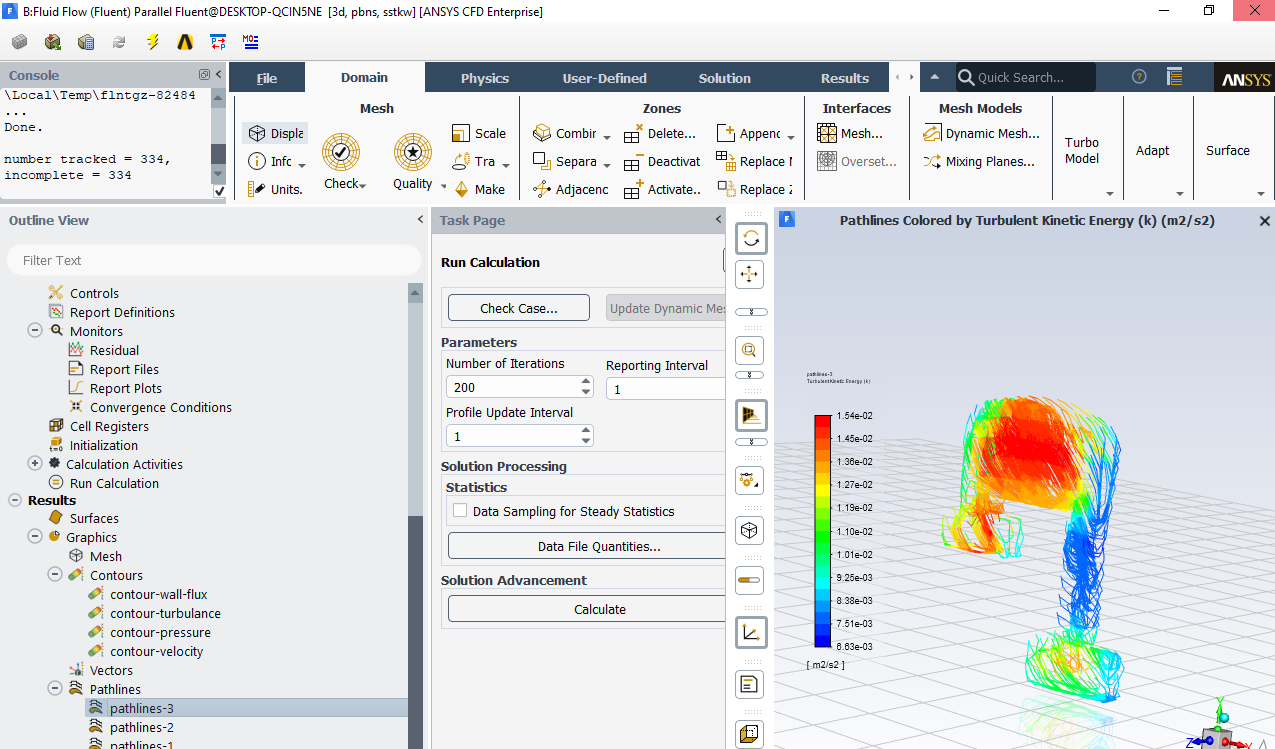 B:Fluid Flow (Fluent) Parallel Fluent@DESKTOP-QCIN5NE [3d, pbns, sstkw] [ANSYS CFD Enterprise]
Console
\Local\Temp\flntgz-82484
...
Done.
number tracked = 334,
incomplete = 334
File
Domain
Physics
User-Defined
Solution
Results
Quick Search...
ANSYS
Mesh
Displa
Info
Units.
Check
Quality
Scale
Tra
Make
Zones
Combin
Separa
Adjacenc
Delete...
Deactivat
Activate..
Append
Replace M
Replace Z
Interfaces
Mesh...
Overset...
Mesh Models
Dynamic Mesh...
Mixing Planes...
Turbo
Model
Adapt
Surface
Outline View
Filter Text
Controls
Report Definitions
Monitors
Residual
Report Files
Report Plots
Convergence Conditions
Cell Registers
Initialization
Calculation Activities
Run Calculation
Results
Surfaces
Graphics
Mesh
Contours
contour-wall-flux
contour-turbulance
contour-pressure
contour-velocity
Vectors
Pathlines
pathlines-3
pathlines-2
pathlines-1
Task Page
Run Calculation
Check Case...
Update Dynamic Mes
Parameters
Number of Iterations
Reporting Interval
200
1
Profile Update Interval
1
Solution Processing
Statistics
Data Sampling for Steady Statistics
Data File Quantities...
Solution Advancement
Calculate
Pathlines Colored by Turbulent Kinetic Energy (k) (m2/s2)
pathlines-3
Turbulent Kinetic Energy (k)
1.54e-02
1.45e-02
1.36e-02
1.27e-02
1.19e-02
1.10e-02
1.01e-02
9.25e-03
8.38e-03
7.51e-03
6.63e-03
[ m2/s2 ]
Y
Z
X